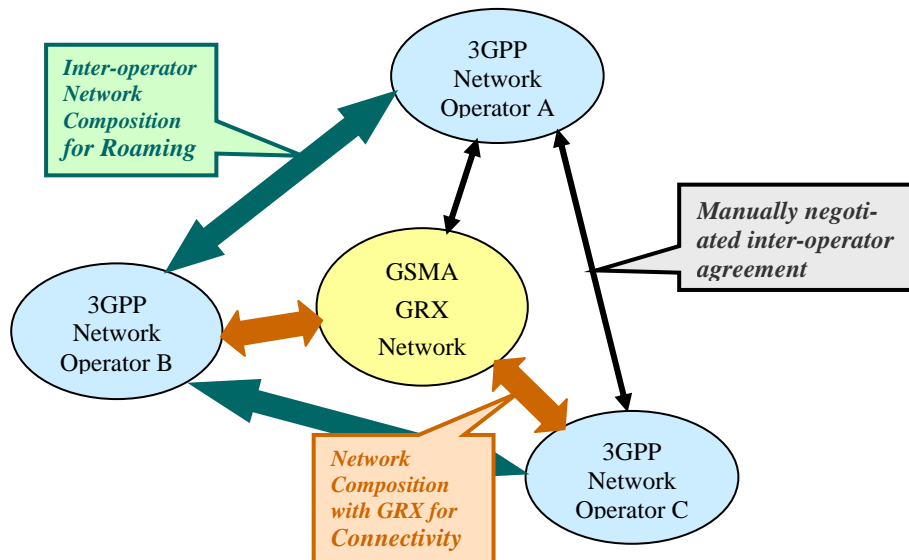 3GPP
Network
Operator A
Inter-operator
Network
Composition
for Roaming
Manually negoti-
ated inter-operator
agreement
GSMA
GRX
Network
3GPP
Network
Operator B
3GPP
Network
Operator C
Network
Composition
with GRX for
Connectivity